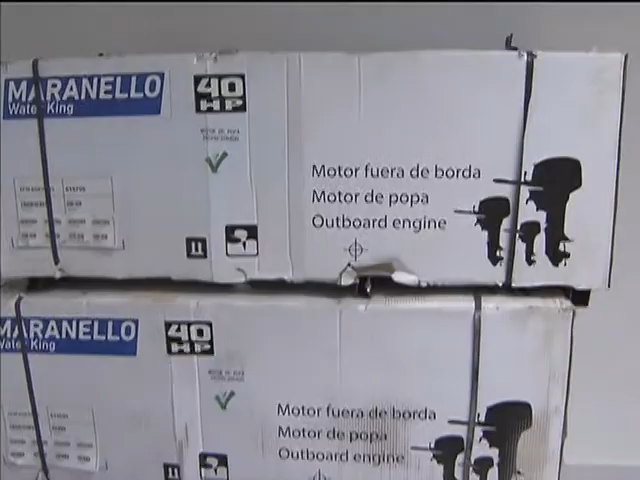 MARANELLO
Water King
40
HP
Motor fuera de borda
Motor de popa
Outboard engine
MARANELLO
Water King
40
HP
Motor fuera de borda
Motor de popa
Outboard engine